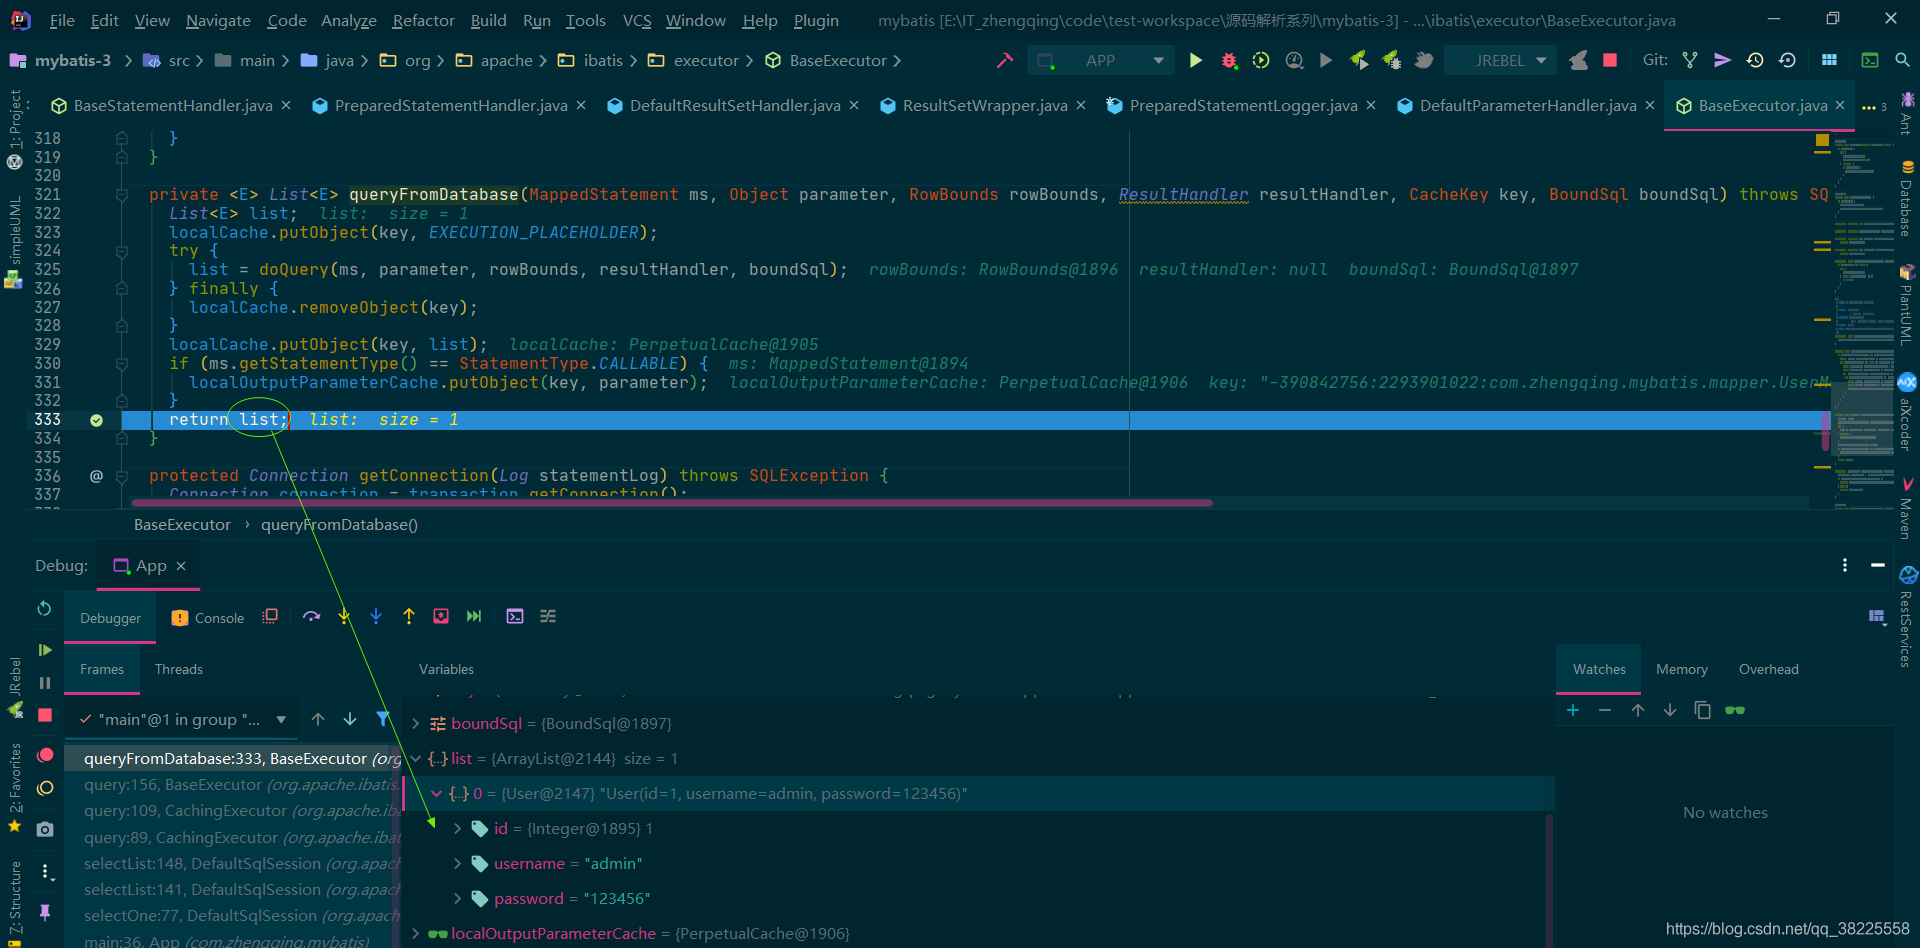 File Edit View Navigate Code Analyze Refactor Build Run Tools VCS Window Help Plugin mybatis [E:\IT_zhengqing\code\test-workspace\源码解析系列\mybatis-3] - ...\ibatis\executor\BaseExecutor.java
mybatis-3 src main java org apache ibatis executor BaseExecutor APP JREBEL Git:
BaseStatementHandler.java PreparedStatementHandler.java DefaultResultSetHandler.java ResultSetWrapper.java PreparedStatementLogger.java DefaultParameterHandler.java BaseExecutor.java 3
318 }
319 }
320
321 private <E> List<E> queryFromDatabase(MappedStatement ms, Object parameter, RowBounds rowBounds, ResultHandler resultHandler, CacheKey key, BoundSql boundSql) throws SQ
322 List<E> list; list: size = 1
323 localCache.putObject(key, EXECUTION_PLACEHOLDER);
324 try {
325 list = doQuery(ms, parameter, rowBounds, resultHandler, boundSql); rowBounds: RowBounds@1896 resultHandler: null boundSql: BoundSql@1897
326 } finally {
327 localCache.removeObject(key);
328 }
329 localCache.putObject(key, list); localCache: PerpetualCache@1905
330 if (ms.getStatementType() == StatementType.CALLABLE) { ms: MappedStatement@1894
331 localOutputParameterCache.putObject(key, parameter); localOutputParameterCache: PerpetualCache@1906 key: "-390842756:2293901022:com.zhengqing.mybatis.mapper.UserM
332 }
333 return list; list: size = 1
334 }
335
336 @ protected Connection getConnection(Log statementLog) throws SQLException {
337 Connection connection = transaction.getConnection();
BaseExecutor › queryFromDatabase()
Debug: App
Debugger Console
Frames Threads Variables Watches Memory Overhead
"main"@1 in group "...
queryFromDatabase:333, BaseExecutor (org
query:156, BaseExecutor (org.apache.ibatis.
query:109, CachingExecutor (org.apache.iba
query:89, CachingExecutor (org.apache.ibat
selectList:148, DefaultSqlSession (org.apach
selectList:141, DefaultSqlSession (org.apach
selectOne:77, DefaultSqlSession (org.apach
main:36, App (com.zhengqing.mybatis)
boundSql = {BoundSql@1897}
list = {ArrayList@2144} size = 1
0 = {User@2147} "User(id=1, username=admin, password=123456)"
id = {Integer@1895} 1
username = "admin"
password = "123456"
localOutputParameterCache = {PerpetualCache@1906}
No watches
1: Project
simpleUML
JRebel
2: Favorites
7: Structure
Ant
Database
PlantUML
aiXcoder
Maven
RestServices
https://blog.csdn.net/qq_38225558